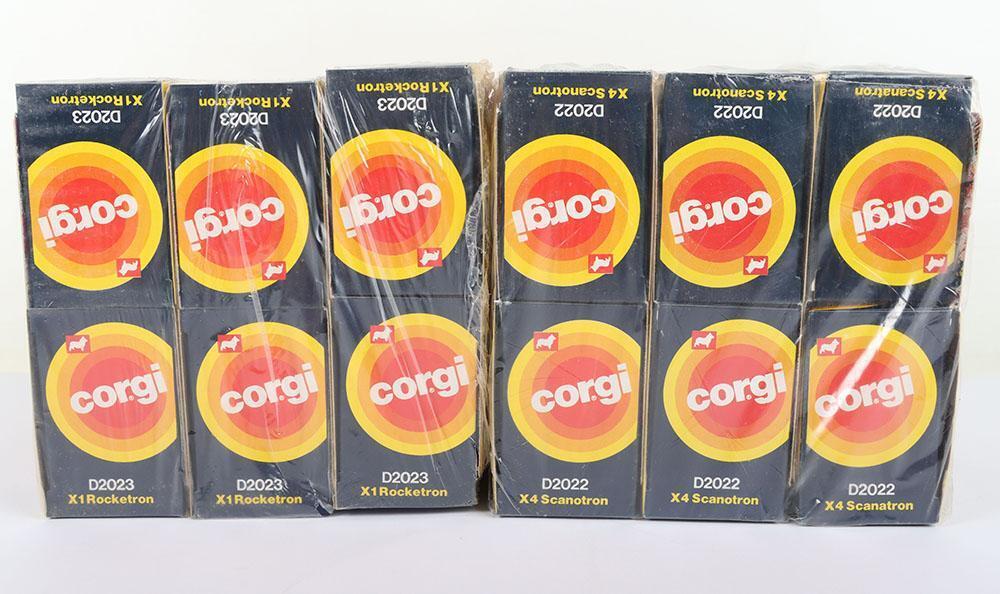 X1 Rocketron
D2023
corgi
X1 Rocketron
D2023
corgi
X1 Rocketron
D2023
corgi
X4 Scanotron
D2022
corgi
X4 Scanotron
D2022
corgi
X4 Scanatron
D2022
corgi
corgi
D2023
X1 Rocketron
corgi
D2023
X1 Rocketron
corgi
D2023
X1 Rocketron
corgi
D2022
X4 Scanotron
corgi
D2022
X4 Scanotron
corgi
D2022
X4 Scanatron